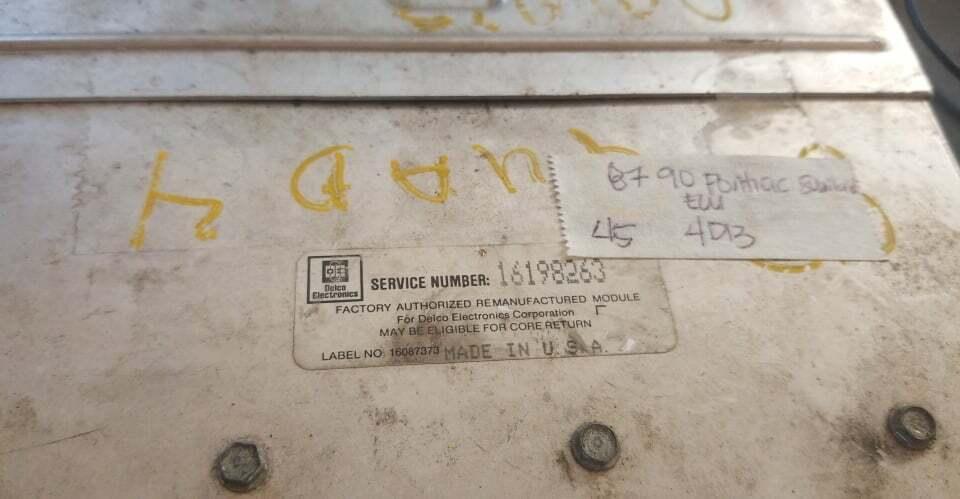 87 90 Pontiac
45 4D13
Delco
Electronics
SERVICE NUMBER: 16198263
FACTORY AUTHORIZED REMANUFACTURED MODULE
For Delco Electronics Corporation
MAY BE ELIGIBLE FOR CORE RETURN
LABEL NO. 16087373 MADE IN U.S.A.